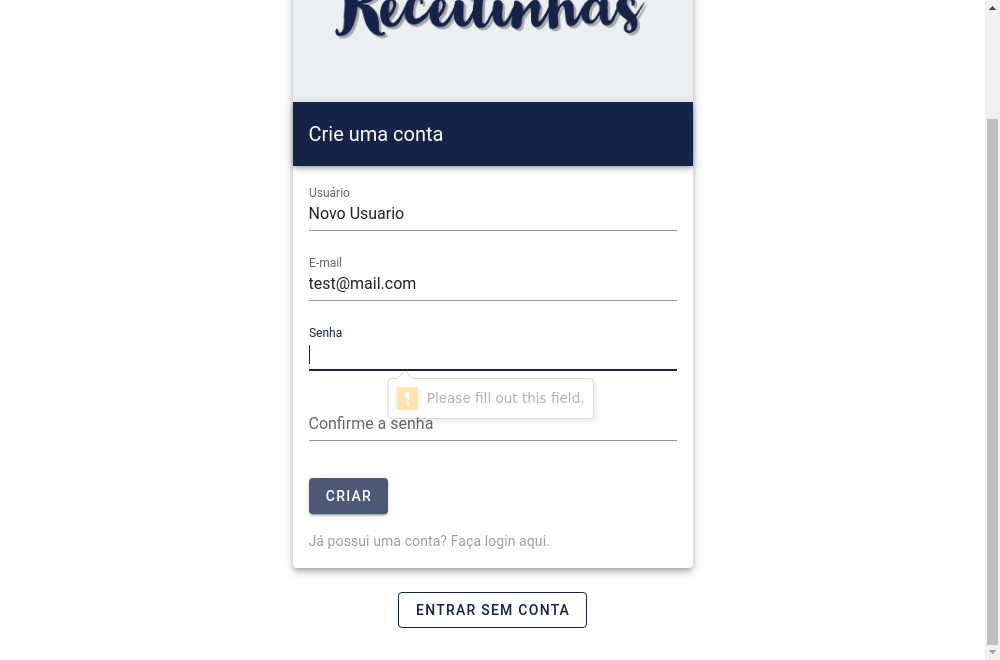 Receitinhas
Crie uma conta
Usuário
Novo Usuario
E-mail
test@mail.com
Senha
Please fill out this field.
Confirme a senha
CRIAR
Já possui uma conta? Faça login aqui.
ENTRAR SEM CONTA